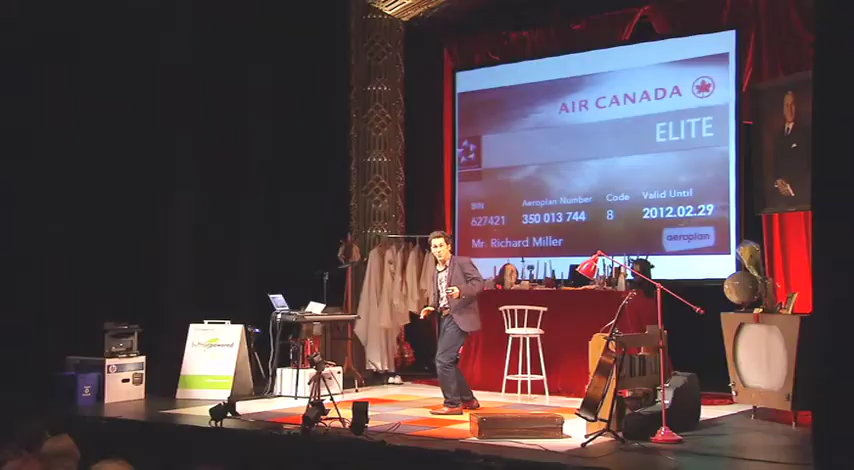 AIR CANADA
ELITE
BIN Aeroplan Number Code Valid Until
627421 350 013 744 8 2012.02.29
Mr. Richard Miller
aeroplan
bullfrogpowered